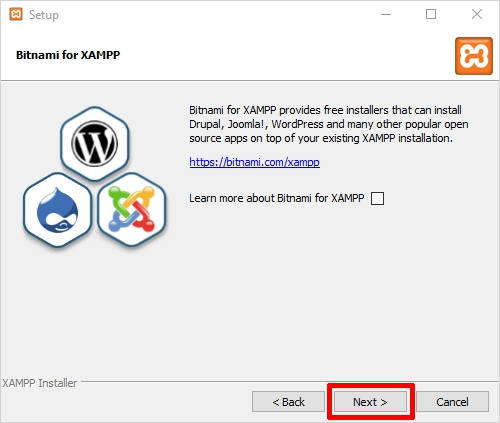 Setup
Bitnami for XAMPP
Bitnami for XAMPP provides free installers that can install
Drupal, Joomla!, WordPress and many other popular open
source apps on top of your existing XAMPP installation.
https://bitnami.com/xampp
Learn more about Bitnami for XAMPP
XAMPP Installer
< Back
Next >
Cancel